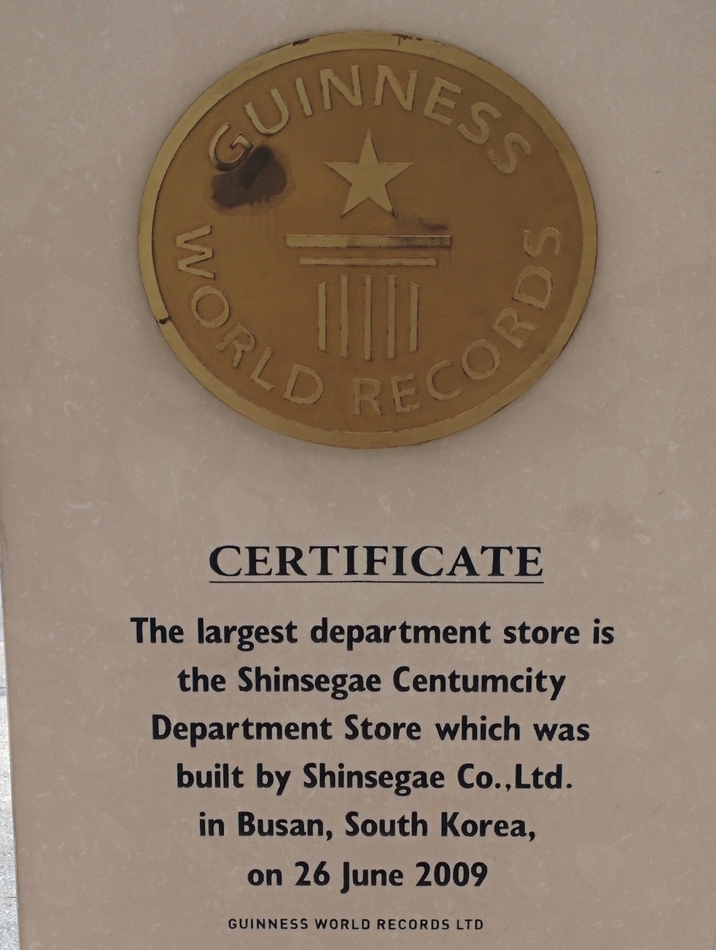 GUINNESS
WORLD RECORDS
CERTIFICATE
The largest department store is
the Shinsegae Centumcity
Department Store which was
built by Shinsegae Co.,Ltd.
in Busan, South Korea,
on 26 June 2009
GUINNESS WORLD RECORDS LTD